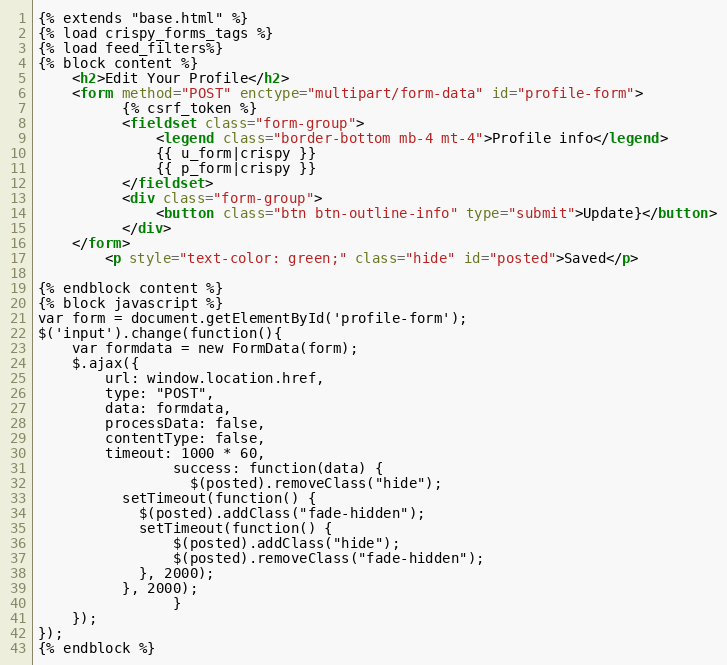 1 {% extends "base.html" %}
2 {% load crispy_forms_tags %}
3 {% load feed_filters%}
4 {% block content %}
5     <h2>Edit Your Profile</h2>
6     <form method="POST" enctype="multipart/form-data" id="profile-form">
7           {% csrf_token %}
8           <fieldset class="form-group">
9               <legend class="border-bottom mb-4 mt-4">Profile info</legend>
10               {{ u_form|crispy }}
11               {{ p_form|crispy }}
12           </fieldset>
13           <div class="form-group">
14               <button class="btn btn-outline-info" type="submit">Update}</button>
15           </div>
16     </form>
17         <p style="text-color: green;" class="hide" id="posted">Saved</p>
18
19 {% endblock content %}
20 {% block javascript %}
21 var form = document.getElementById('profile-form');
22 $('input').change(function(){
23     var formdata = new FormData(form);
24     $.ajax({
25         url: window.location.href,
26         type: "POST",
27         data: formdata,
28         processData: false,
29         contentType: false,
30         timeout: 1000 * 60,
31                 success: function(data) {
32                   $(posted).removeClass("hide");
33           setTimeout(function() {
34             $(posted).addClass("fade-hidden");
35             setTimeout(function() {
36                 $(posted).addClass("hide");
37                 $(posted).removeClass("fade-hidden");
38             }, 2000);
39           }, 2000);
40                 }
41     });
42 });
43 {% endblock %}